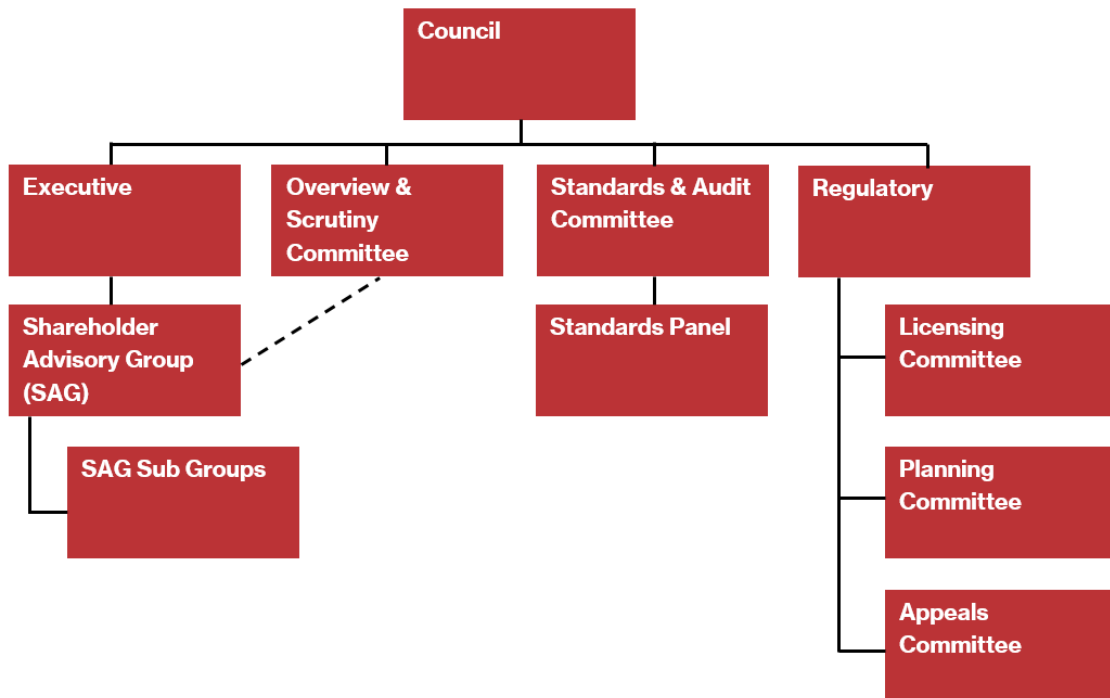 Council
Executive
Overview &
Scrutiny
Committee
Standards & Audit
Committee
Regulatory
Shareholder
Advisory Group
(SAG)
Standards Panel
Licensing
Committee
SAG Sub Groups
Planning
Committee
Appeals
Committee